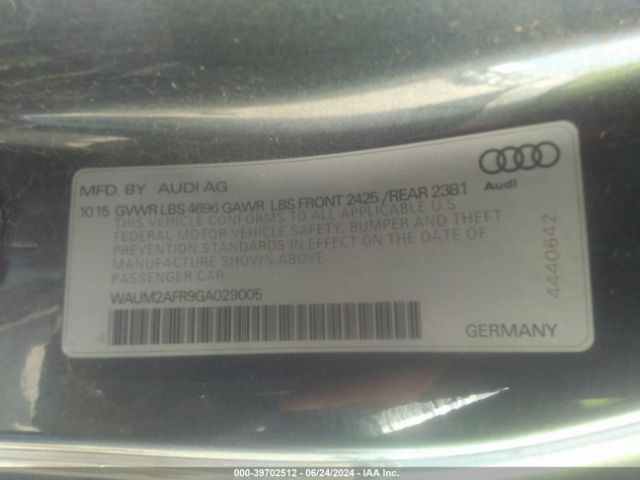 MFD. BY AUDI AG
Audi
10 15 GVWR LBS 4696 GAWR LBS FRONT 2425 / REAR 2381
THIS VEHICLE CONFORMS TO ALL APPLICABLE U S
FEDERAL MOTOR VEHICLE SAFETY, BUMPER AND THEFT
PREVENTION STANDARDS IN EFFECT ON THE DATE OF
MANUFACTURE SHOWN ABOVE
PASSENGER CAR
WAUM2AFR9GA029005
4440642
GERMANY
000-39702512 - 06/24/2024 - IAA Inc.